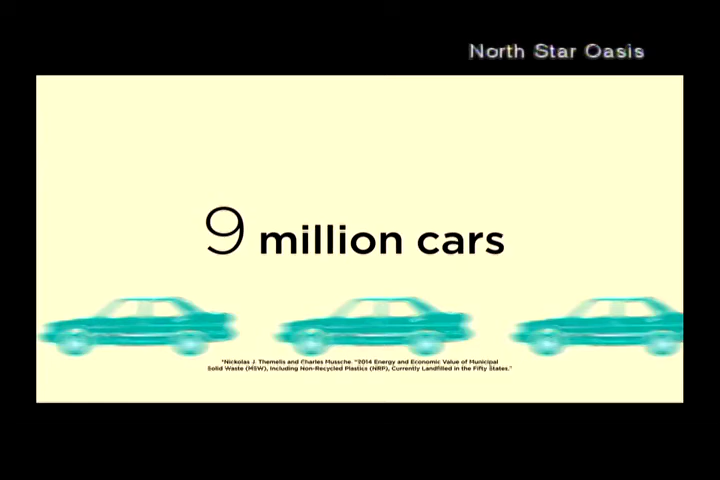 North Star Oasis
9 million cars
*Nickolas J. Themelis and Charles Mussche. "2014 Energy and Economic Value of Municipal
Solid Waste (MSW), Including Non-Recycled Plastics (NRP), Currently Landfilled in the Fifty States."